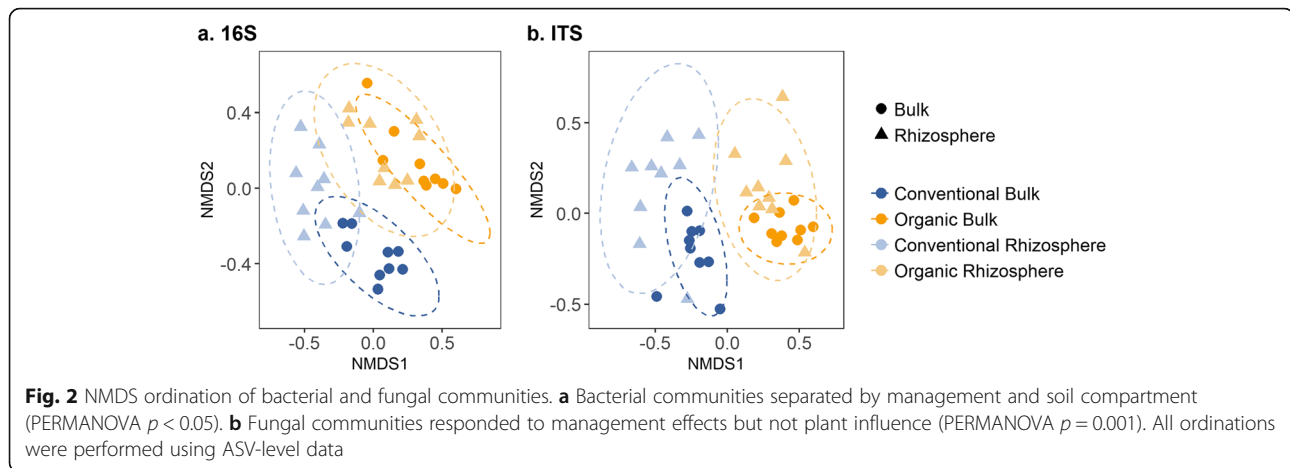 a. 16S
b. ITS
NMDS2
0.4
0.0
-0.4
-0.5
0.0
0.5
NMDS1
NMDS2
0.5
0.0
-0.5
-0.5
0.0
0.5
NMDS1
Bulk
Rhizosphere
Conventional Bulk
Organic Bulk
Conventional Rhizosphere
Organic Rhizosphere
Fig. 2 NMDS ordination of bacterial and fungal communities. a Bacterial communities separated by management and soil compartment
(PERMANOVA p < 0.05). b Fungal communities responded to management effects but not plant influence (PERMANOVA p = 0.001). All ordinations
were performed using ASV-level data